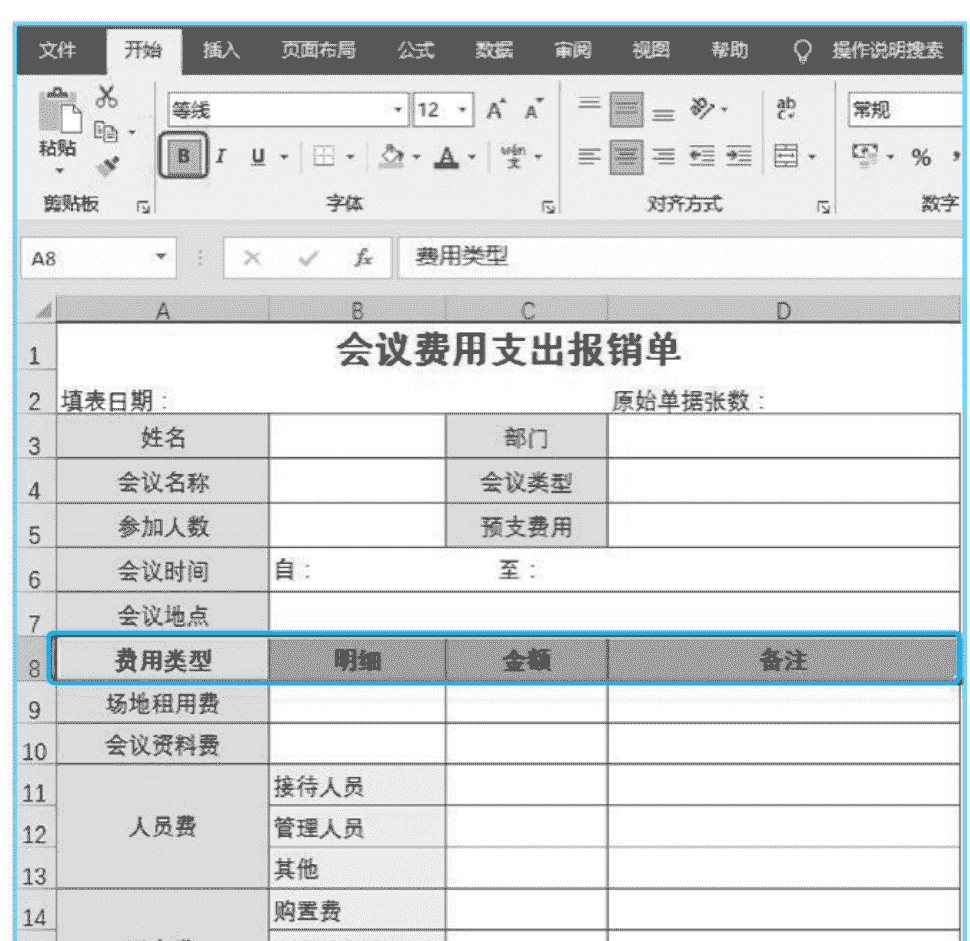 文件 开始 插入 页面布局 公式 数据 审阅 视图 帮助 操作说明搜索
等线 12 A A ab 常规
粘贴 B I U A wén 文 %
剪贴板 字体 对齐方式 数字
A8 fx 费用类型
A B C D
1 会议费用支出报销单
2 填表日期： 原始单据张数：
3 姓名 部门
4 会议名称 会议类型
5 参加人数 预支费用
6 会议时间 自： 至：
7 会议地点
8 费用类型 明细 金额 备注
9 场地租用费
10 会议资料费
11 接待人员
12 人员费 管理人员
13 其他
14 购置费